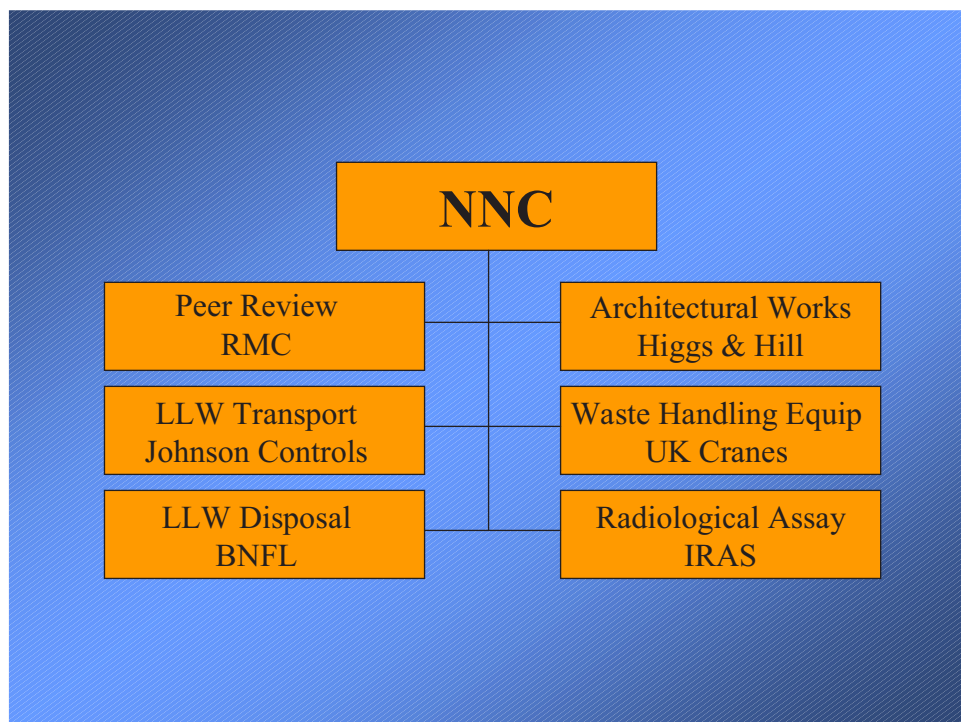 NNC
Peer Review
RMC
Architectural Works
Higgs & Hill
LLW Transport
Johnson Controls
Waste Handling Equip
UK Cranes
LLW Disposal
BNFL
Radiological Assay
IRAS